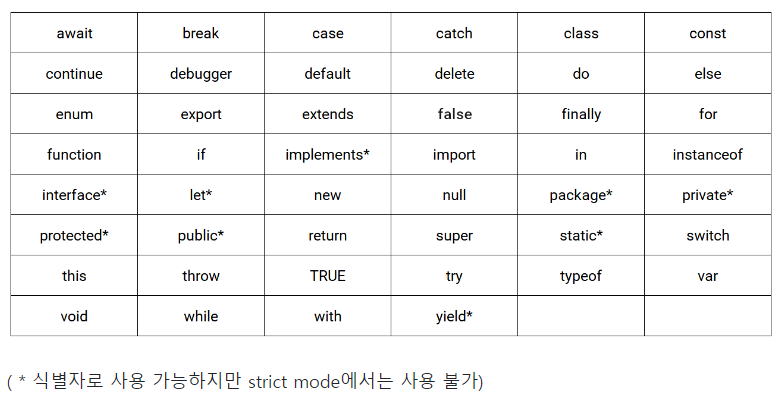 await break case catch class const
continue debugger default delete do else
enum export extends false finally for
function if implements* import in instanceof
interface* let* new null package* private*
protected* public* return super static* switch
this throw TRUE try typeof var
void while with yield*
( * 식별자로 사용 가능하지만 strict mode에서는 사용 불가)